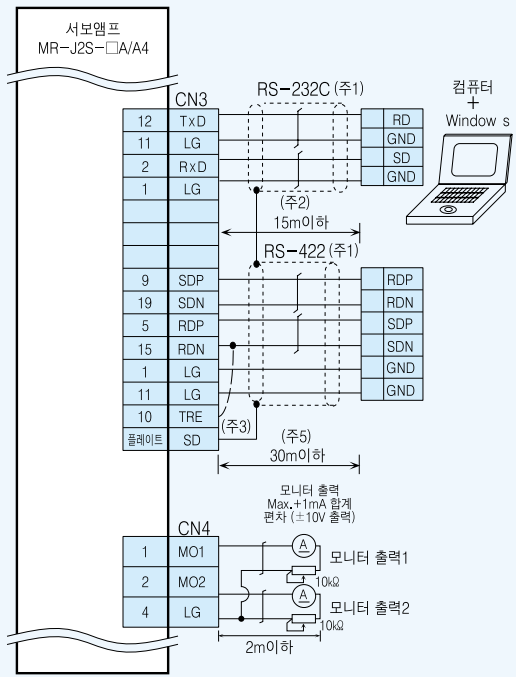 서보앰프
MR-J2S-□A/A4
CN3
RS-232C (주1)
컴퓨터
+
Window s
12 TxD RD
11 LG GND
2 RxD SD
1 LG GND
(주2)
15m이하
RS-422 (주1)
9 SDP RDP
19 SDN RDN
5 RDP SDP
15 RDN SDN
1 LG GND
11 LG GND
10 TRE
(주3)
플레이트 SD
(주5)
30m이하
모니터 출력
Max.+1mA 합계
편차 (±10V 출력)
CN4
1 MO1
A
모니터 출력1
10kΩ
2 MO2
A
모니터 출력2
4 LG
10kΩ
2m이하